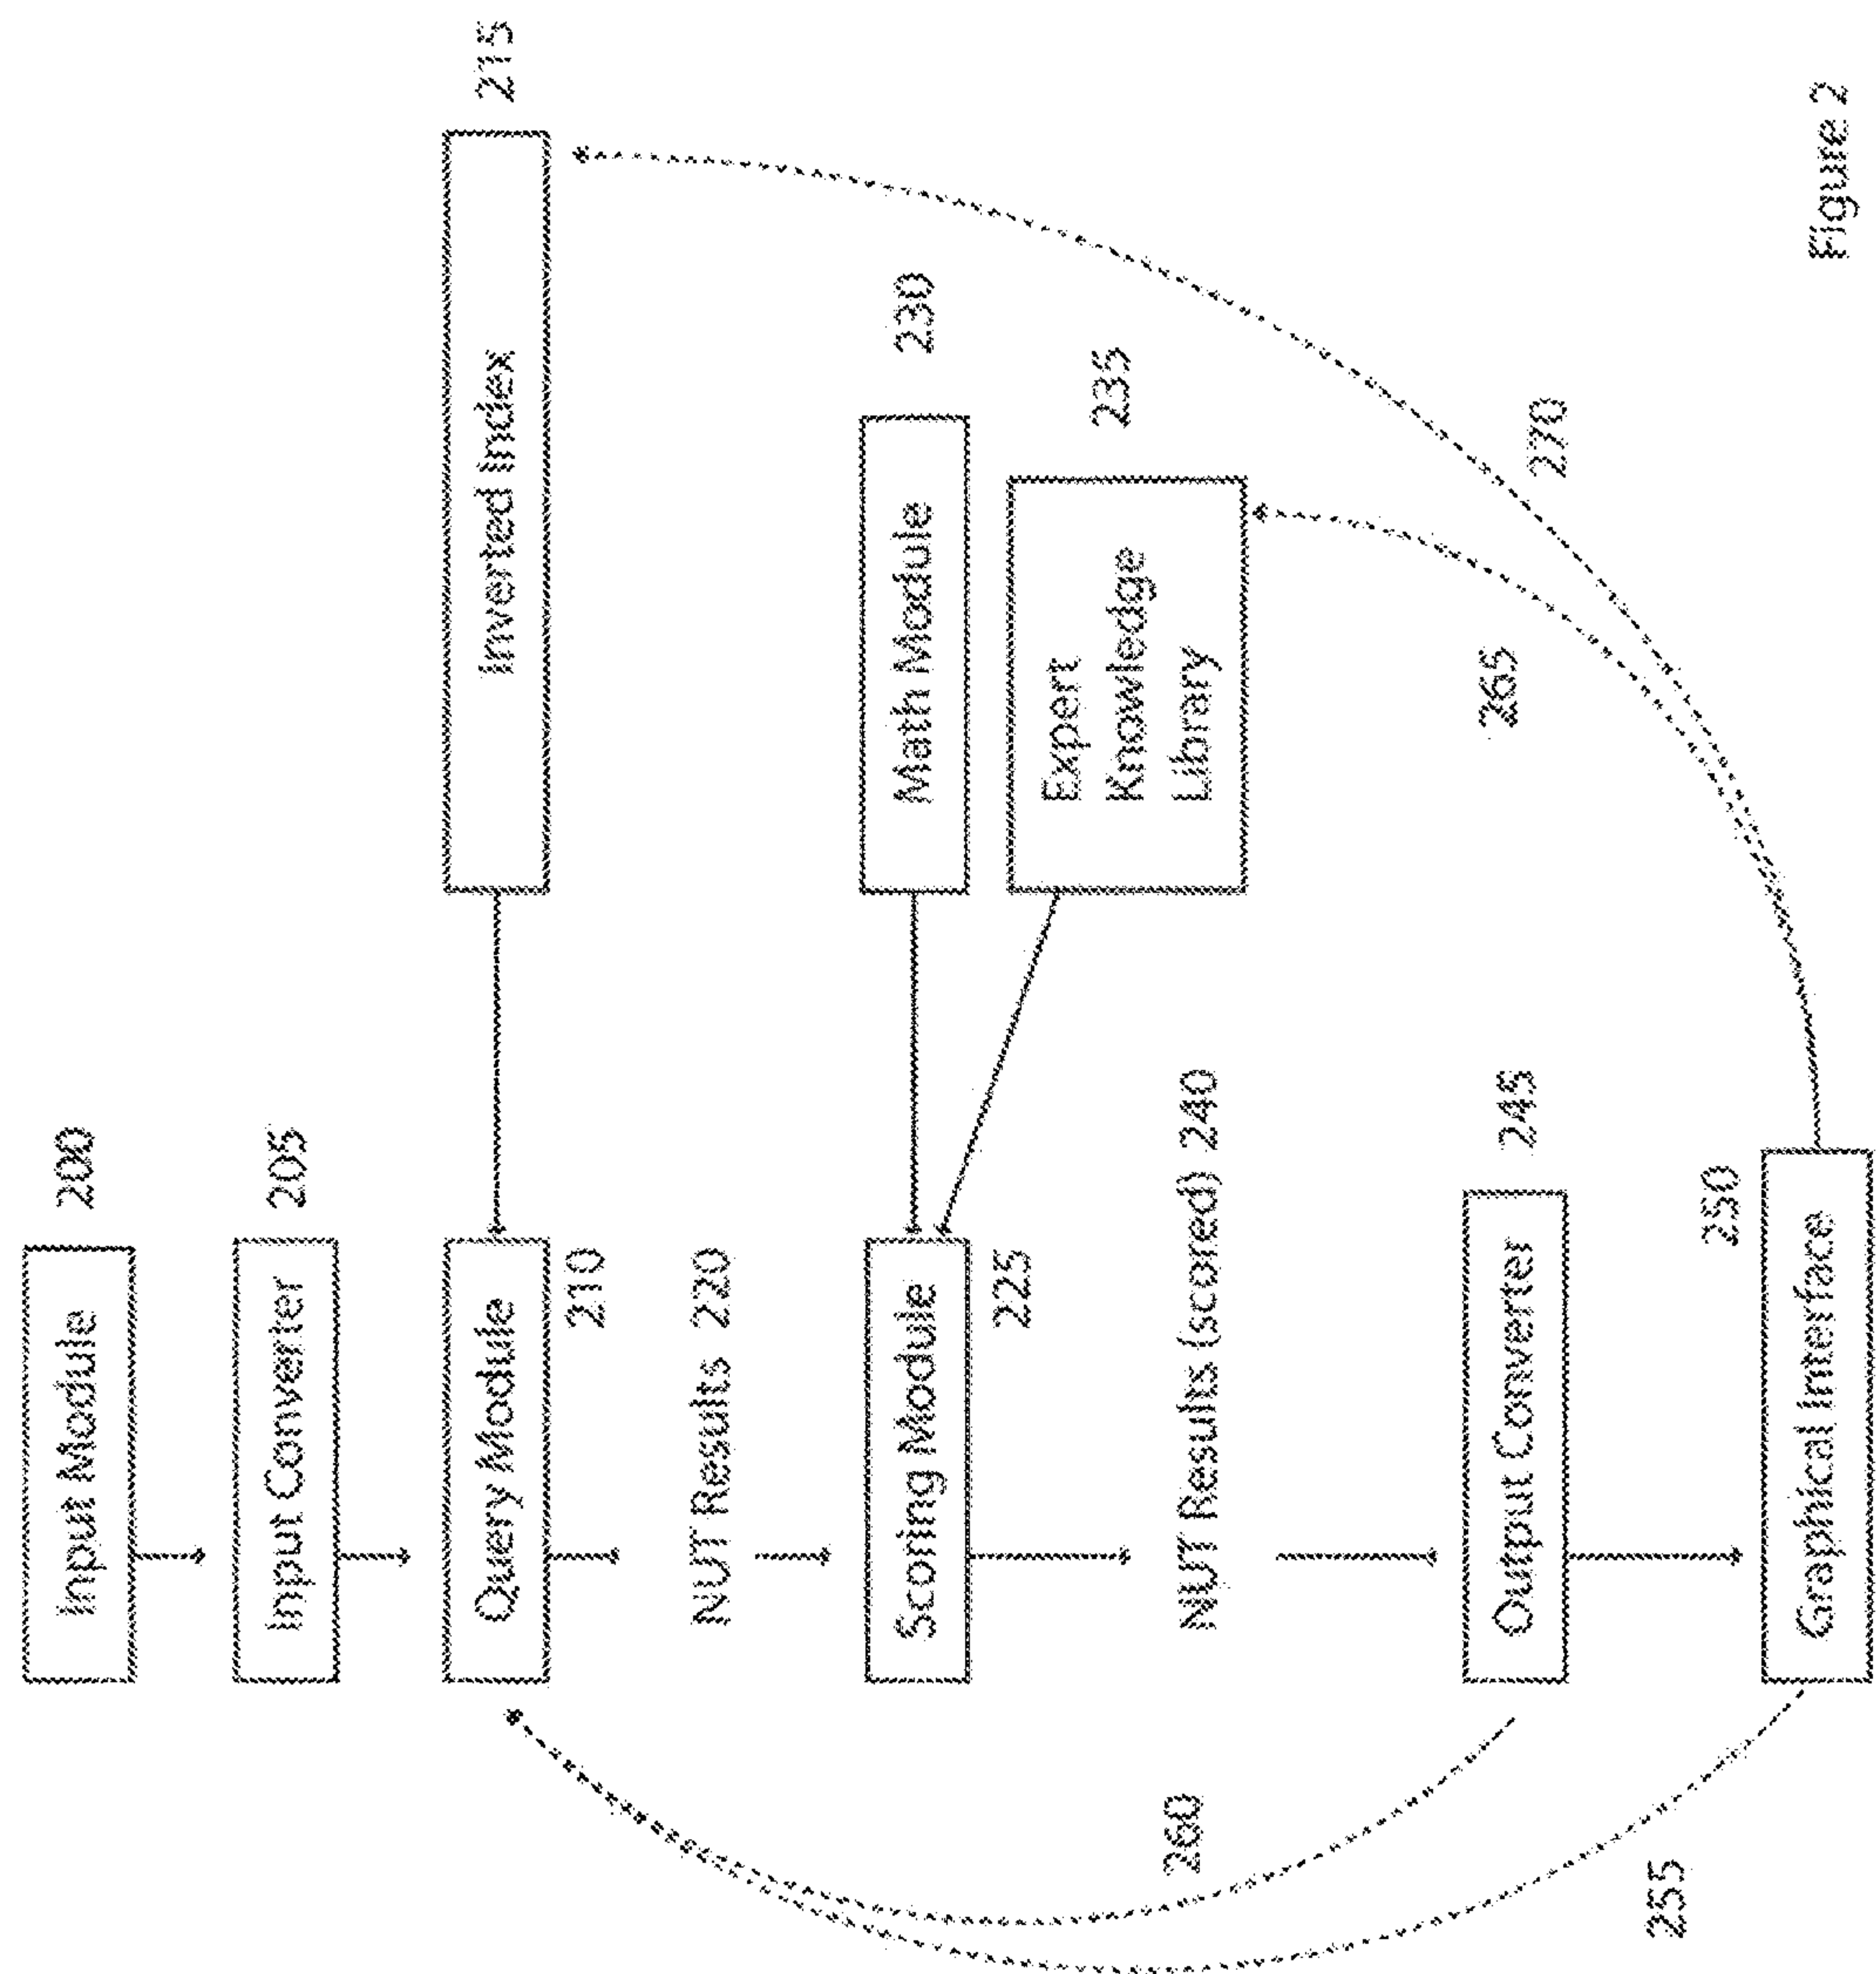 Input Module 200
Input Converter 205
Query Module
210
Inverted Index 215
NUT Results 220
Scoring Module
225
Math Module 230
Expert
Knowledge
Library
235
NUT Results (scored) 240
Output Converter 245
Graphical Interface
250
255
260
265
270
Figure 2